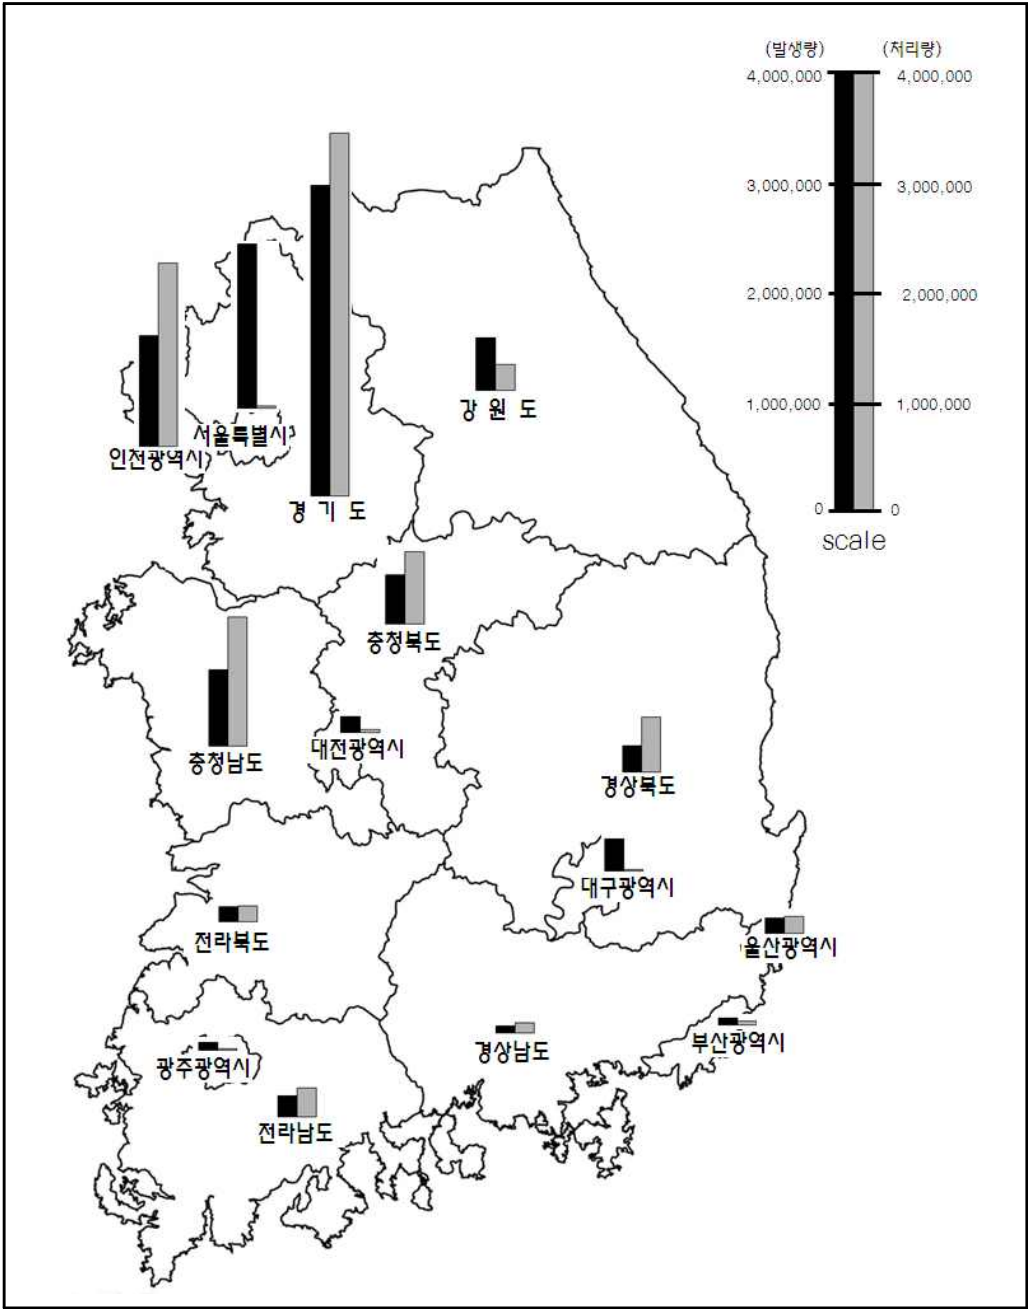 (발생량) (처리량)
4,000,000 4,000,000
3,000,000 3,000,000
2,000,000 2,000,000
1,000,000 1,000,000
0 0
scale
강 원 도
서울특별시
인천광역시
경 기 도
충청북도
대전광역시
충청남도
경상북도
대구광역시
전라북도
울산광역시
경상남도
부산광역시
광주광역시
전라남도